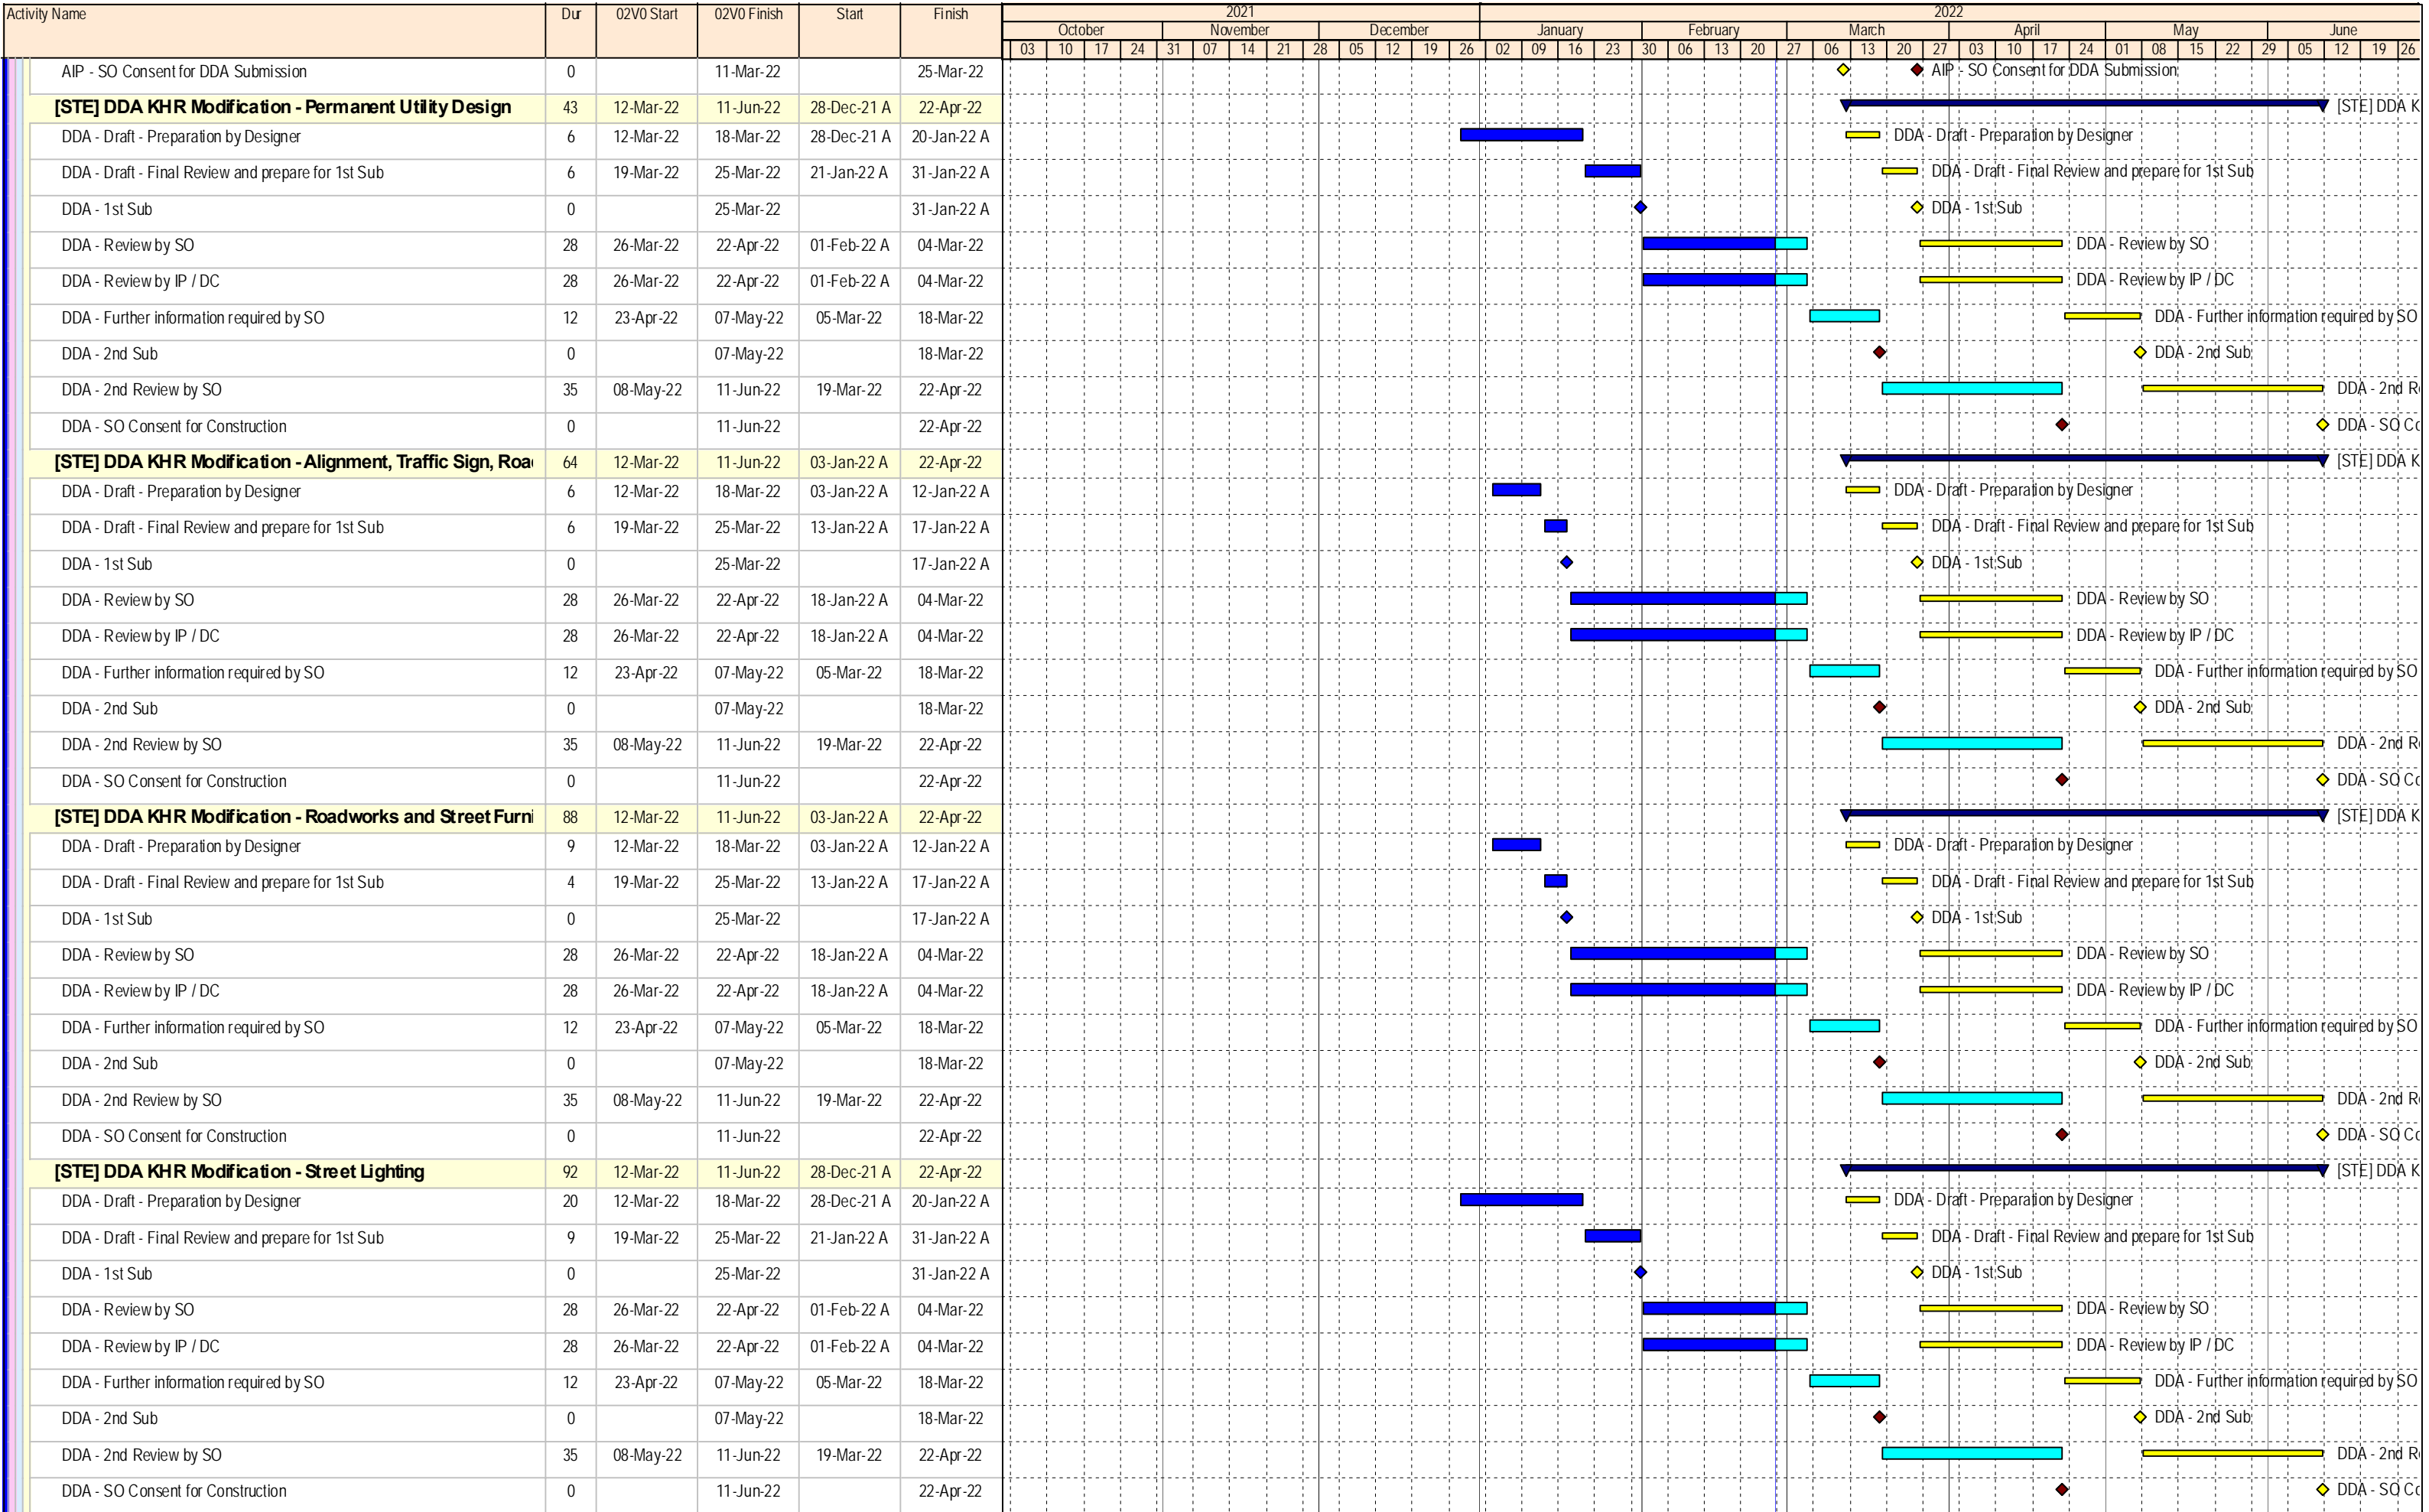 Activity Name Dur 02V0 Start 02V0 Finish Start Finish 2021 2022
October November December January February March April May June
03 10 17 24 31 07 14 21 28 05 12 19 26 02 09 16 23 30 06 13 20 27 06 13 20 27 03 10 17 24 01 08 15 22 29 05 12 19 26
AIP - SO Consent for DDA Submission 0 11-Mar-22 25-Mar-22 AIP - SO Consent for DDA Submission
[STE] DDA KHR Modification - Permanent Utility Design 43 12-Mar-22 11-Jun-22 28-Dec-21 A 22-Apr-22 [STE] DDA K
DDA - Draft - Preparation by Designer 6 12-Mar-22 18-Mar-22 28-Dec-21 A 20-Jan-22 A DDA - Draft - Preparation by Designer
DDA - Draft - Final Review and prepare for 1st Sub 6 19-Mar-22 25-Mar-22 21-Jan-22 A 31-Jan-22 A DDA - Draft - Final Review and prepare for 1st Sub
DDA - 1st Sub 0 25-Mar-22 31-Jan-22 A DDA - 1st Sub
DDA - Review by SO 28 26-Mar-22 22-Apr-22 01-Feb-22 A 04-Mar-22 DDA - Review by SO
DDA - Review by IP / DC 28 26-Mar-22 22-Apr-22 01-Feb-22 A 04-Mar-22 DDA - Review by IP / DC
DDA - Further information required by SO 12 23-Apr-22 07-May-22 05-Mar-22 18-Mar-22 DDA - Further information required by SO
DDA - 2nd Sub 0 07-May-22 18-Mar-22 DDA - 2nd Sub
DDA - 2nd Review by SO 35 08-May-22 11-Jun-22 19-Mar-22 22-Apr-22 DDA - 2nd R
DDA - SO Consent for Construction 0 11-Jun-22 22-Apr-22 DDA - SO Co
[STE] DDA KHR Modification - Alignment, Traffic Sign, Roa 64 12-Mar-22 11-Jun-22 03-Jan-22 A 22-Apr-22 [STE] DDA K
DDA - Draft - Preparation by Designer 6 12-Mar-22 18-Mar-22 03-Jan-22 A 12-Jan-22 A DDA - Draft - Preparation by Designer
DDA - Draft - Final Review and prepare for 1st Sub 6 19-Mar-22 25-Mar-22 13-Jan-22 A 17-Jan-22 A DDA - Draft - Final Review and prepare for 1st Sub
DDA - 1st Sub 0 25-Mar-22 17-Jan-22 A DDA - 1st Sub
DDA - Review by SO 28 26-Mar-22 22-Apr-22 18-Jan-22 A 04-Mar-22 DDA - Review by SO
DDA - Review by IP / DC 28 26-Mar-22 22-Apr-22 18-Jan-22 A 04-Mar-22 DDA - Review by IP / DC
DDA - Further information required by SO 12 23-Apr-22 07-May-22 05-Mar-22 18-Mar-22 DDA - Further information required by SO
DDA - 2nd Sub 0 07-May-22 18-Mar-22 DDA - 2nd Sub
DDA - 2nd Review by SO 35 08-May-22 11-Jun-22 19-Mar-22 22-Apr-22 DDA - 2nd R
DDA - SO Consent for Construction 0 11-Jun-22 22-Apr-22 DDA - SO Co
[STE] DDA KHR Modification - Roadworks and Street Furni 88 12-Mar-22 11-Jun-22 03-Jan-22 A 22-Apr-22 [STE] DDA K
DDA - Draft - Preparation by Designer 9 12-Mar-22 18-Mar-22 03-Jan-22 A 12-Jan-22 A DDA - Draft - Preparation by Designer
DDA - Draft - Final Review and prepare for 1st Sub 4 19-Mar-22 25-Mar-22 13-Jan-22 A 17-Jan-22 A DDA - Draft - Final Review and prepare for 1st Sub
DDA - 1st Sub 0 25-Mar-22 17-Jan-22 A DDA - 1st Sub
DDA - Review by SO 28 26-Mar-22 22-Apr-22 18-Jan-22 A 04-Mar-22 DDA - Review by SO
DDA - Review by IP / DC 28 26-Mar-22 22-Apr-22 18-Jan-22 A 04-Mar-22 DDA - Review by IP / DC
DDA - Further information required by SO 12 23-Apr-22 07-May-22 05-Mar-22 18-Mar-22 DDA - Further information required by SO
DDA - 2nd Sub 0 07-May-22 18-Mar-22 DDA - 2nd Sub
DDA - 2nd Review by SO 35 08-May-22 11-Jun-22 19-Mar-22 22-Apr-22 DDA - 2nd R
DDA - SO Consent for Construction 0 11-Jun-22 22-Apr-22 DDA - SO Co
[STE] DDA KHR Modification - Street Lighting 92 12-Mar-22 11-Jun-22 28-Dec-21 A 22-Apr-22 [STE] DDA K
DDA - Draft - Preparation by Designer 20 12-Mar-22 18-Mar-22 28-Dec-21 A 20-Jan-22 A DDA - Draft - Preparation by Designer
DDA - Draft - Final Review and prepare for 1st Sub 9 19-Mar-22 25-Mar-22 21-Jan-22 A 31-Jan-22 A DDA - Draft - Final Review and prepare for 1st Sub
DDA - 1st Sub 0 25-Mar-22 31-Jan-22 A DDA - 1st Sub
DDA - Review by SO 28 26-Mar-22 22-Apr-22 01-Feb-22 A 04-Mar-22 DDA - Review by SO
DDA - Review by IP / DC 28 26-Mar-22 22-Apr-22 01-Feb-22 A 04-Mar-22 DDA - Review by IP / DC
DDA - Further information required by SO 12 23-Apr-22 07-May-22 05-Mar-22 18-Mar-22 DDA - Further information required by SO
DDA - 2nd Sub 0 07-May-22 18-Mar-22 DDA - 2nd Sub
DDA - 2nd Review by SO 35 08-May-22 11-Jun-22 19-Mar-22 22-Apr-22 DDA - 2nd R
DDA - SO Consent for Construction 0 11-Jun-22 22-Apr-22 DDA - SO Co